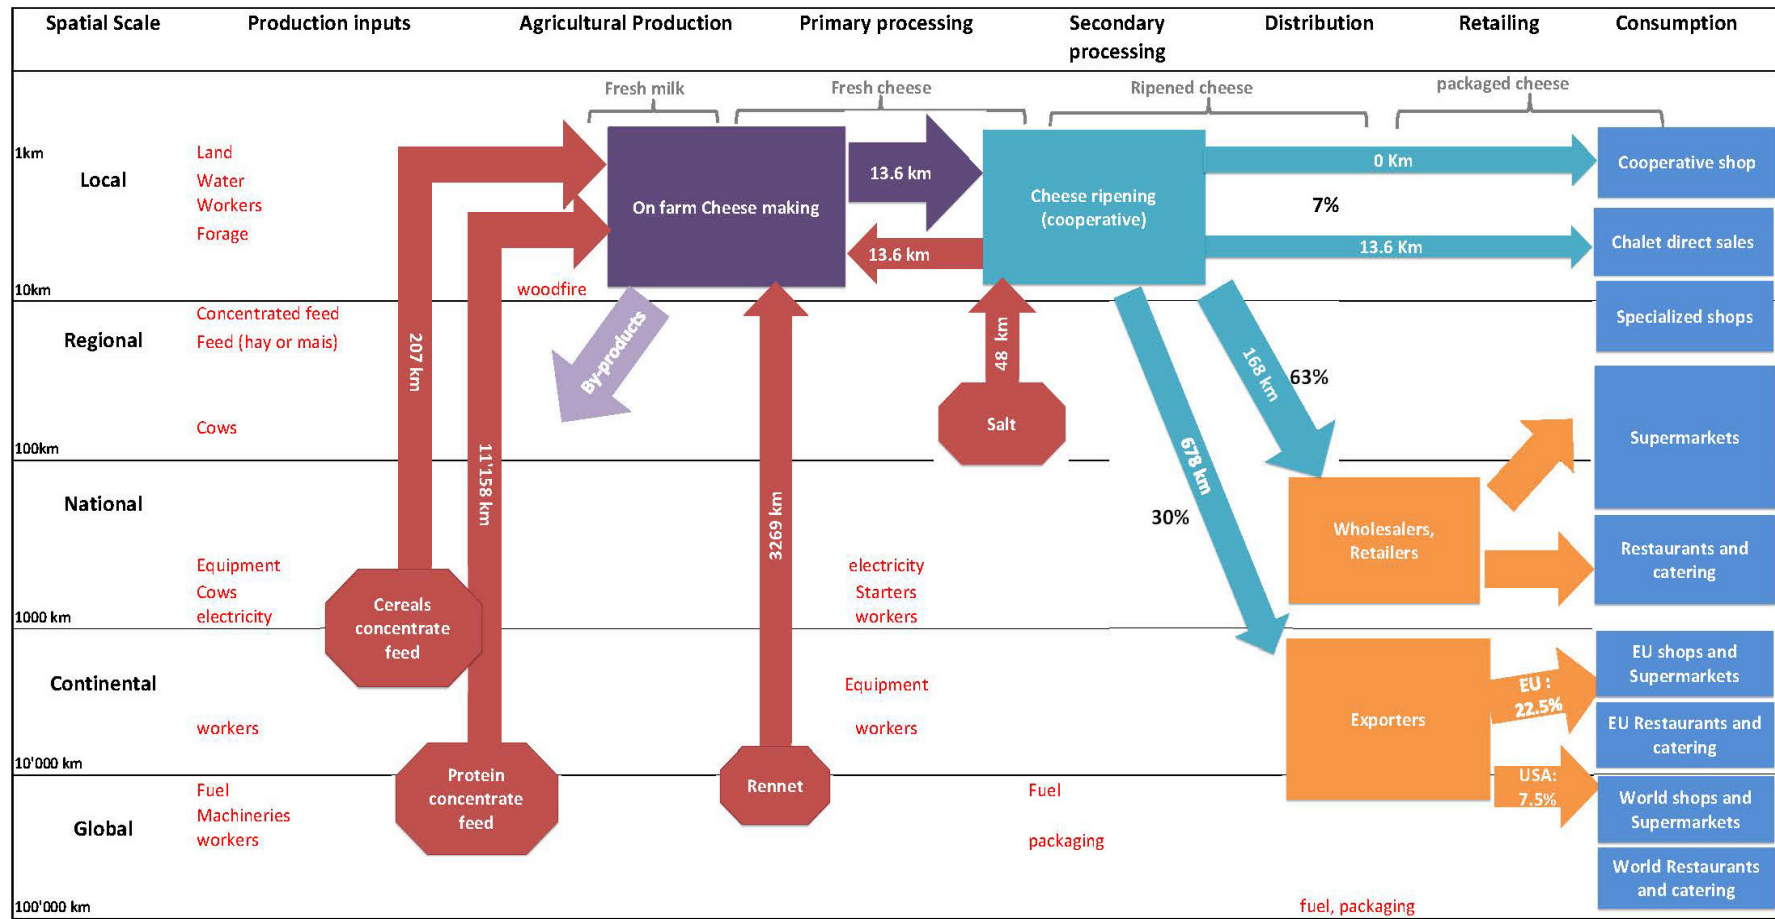 Spatial Scale
Production inputs
Agricultural Production
Primary processing
Secondary
processing
Distribution
Retailing
Consumption
Fresh milk
Fresh cheese
Ripened cheese
packaged cheese
1km
Local
Land
Water
Workers
Forage
On farm Cheese making
13.6 km
13.6 km
Cheese ripening
(cooperative)
0 Km
7%
13.6 Km
Cooperative shop
Chalet direct sales
10km
woodfire
Regional
Concentrated feed
Feed (hay or mais)
Cows
207 km
By-products
48 km
Salt
168 km
63%
Specialized shops
Supermarkets
100km
National
11'158 km
3269 km
678 km
30%
Wholesalers,
Retailers
Restaurants and
catering
Equipment
Cows
electricity
Cereals
concentrate
feed
electricity
Starters
workers
1000 km
Continental
workers
Equipment
workers
Exporters
EU :
22.5%
EU shops and
Supermarkets
EU Restaurants and
catering
10'000 km
Global
Fuel
Machineries
workers
Protein
concentrate
feed
Rennet
Fuel
packaging
USA:
7.5%
World shops and
Supermarkets
World Restaurants
and catering
100'000 km
fuel, packaging